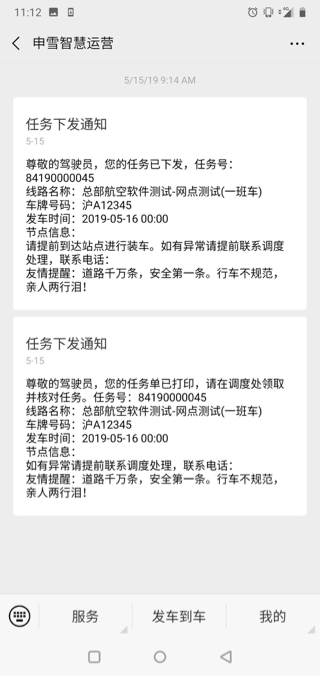 11:12
申雪智慧运营
5/15/19 9:14 AM
任务下发通知
5-15
尊敬的驾驶员，您的任务已下发，任务号：
84190000045
线路名称：总部航空软件测试-网点测试(一班车)
车牌号码：沪A12345
发车时间：2019-05-16 00:00
节点信息：
请提前到达站点进行装车。如有异常请提前联系调度
处理，联系电话：
友情提醒：道路千万条，安全第一条。行车不规范，
亲人两行泪！
任务下发通知
5-15
尊敬的驾驶员，您的任务单已打印，请在调度处领取
并核对任务。任务号：84190000045
线路名称：总部航空软件测试-网点测试(一班车)
车牌号码：沪A12345
发车时间：2019-05-16 00:00
节点信息：
如有异常请提前联系调度处理，联系电话：
友情提醒：道路千万条，安全第一条。行车不规范，
亲人两行泪！
服务 发车到车 我的